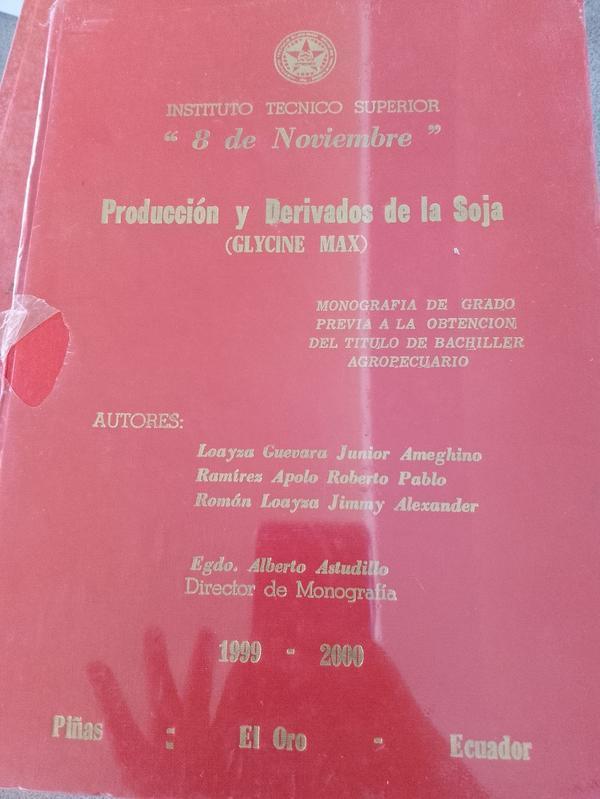 INSTITUTO TECNICO SUPERIOR
" 8 de Noviembre "
Producción y Derivados de la Soja
(GLYCINE MAX)
MONOGRAFIA DE GRADO
PREVIA A LA OBTENCION
DEL TITULO DE BACHILLER
AGROPECUARIO
AUTORES:
Loayza Guevara Junior Ameghino
Ramírez Apolo Roberto Pablo
Román Loayza Jimmy Alexander
Egdo. Alberto Astudillo
Director de Monografía
1999 - 2000
Piñas - El Oro - Ecuador